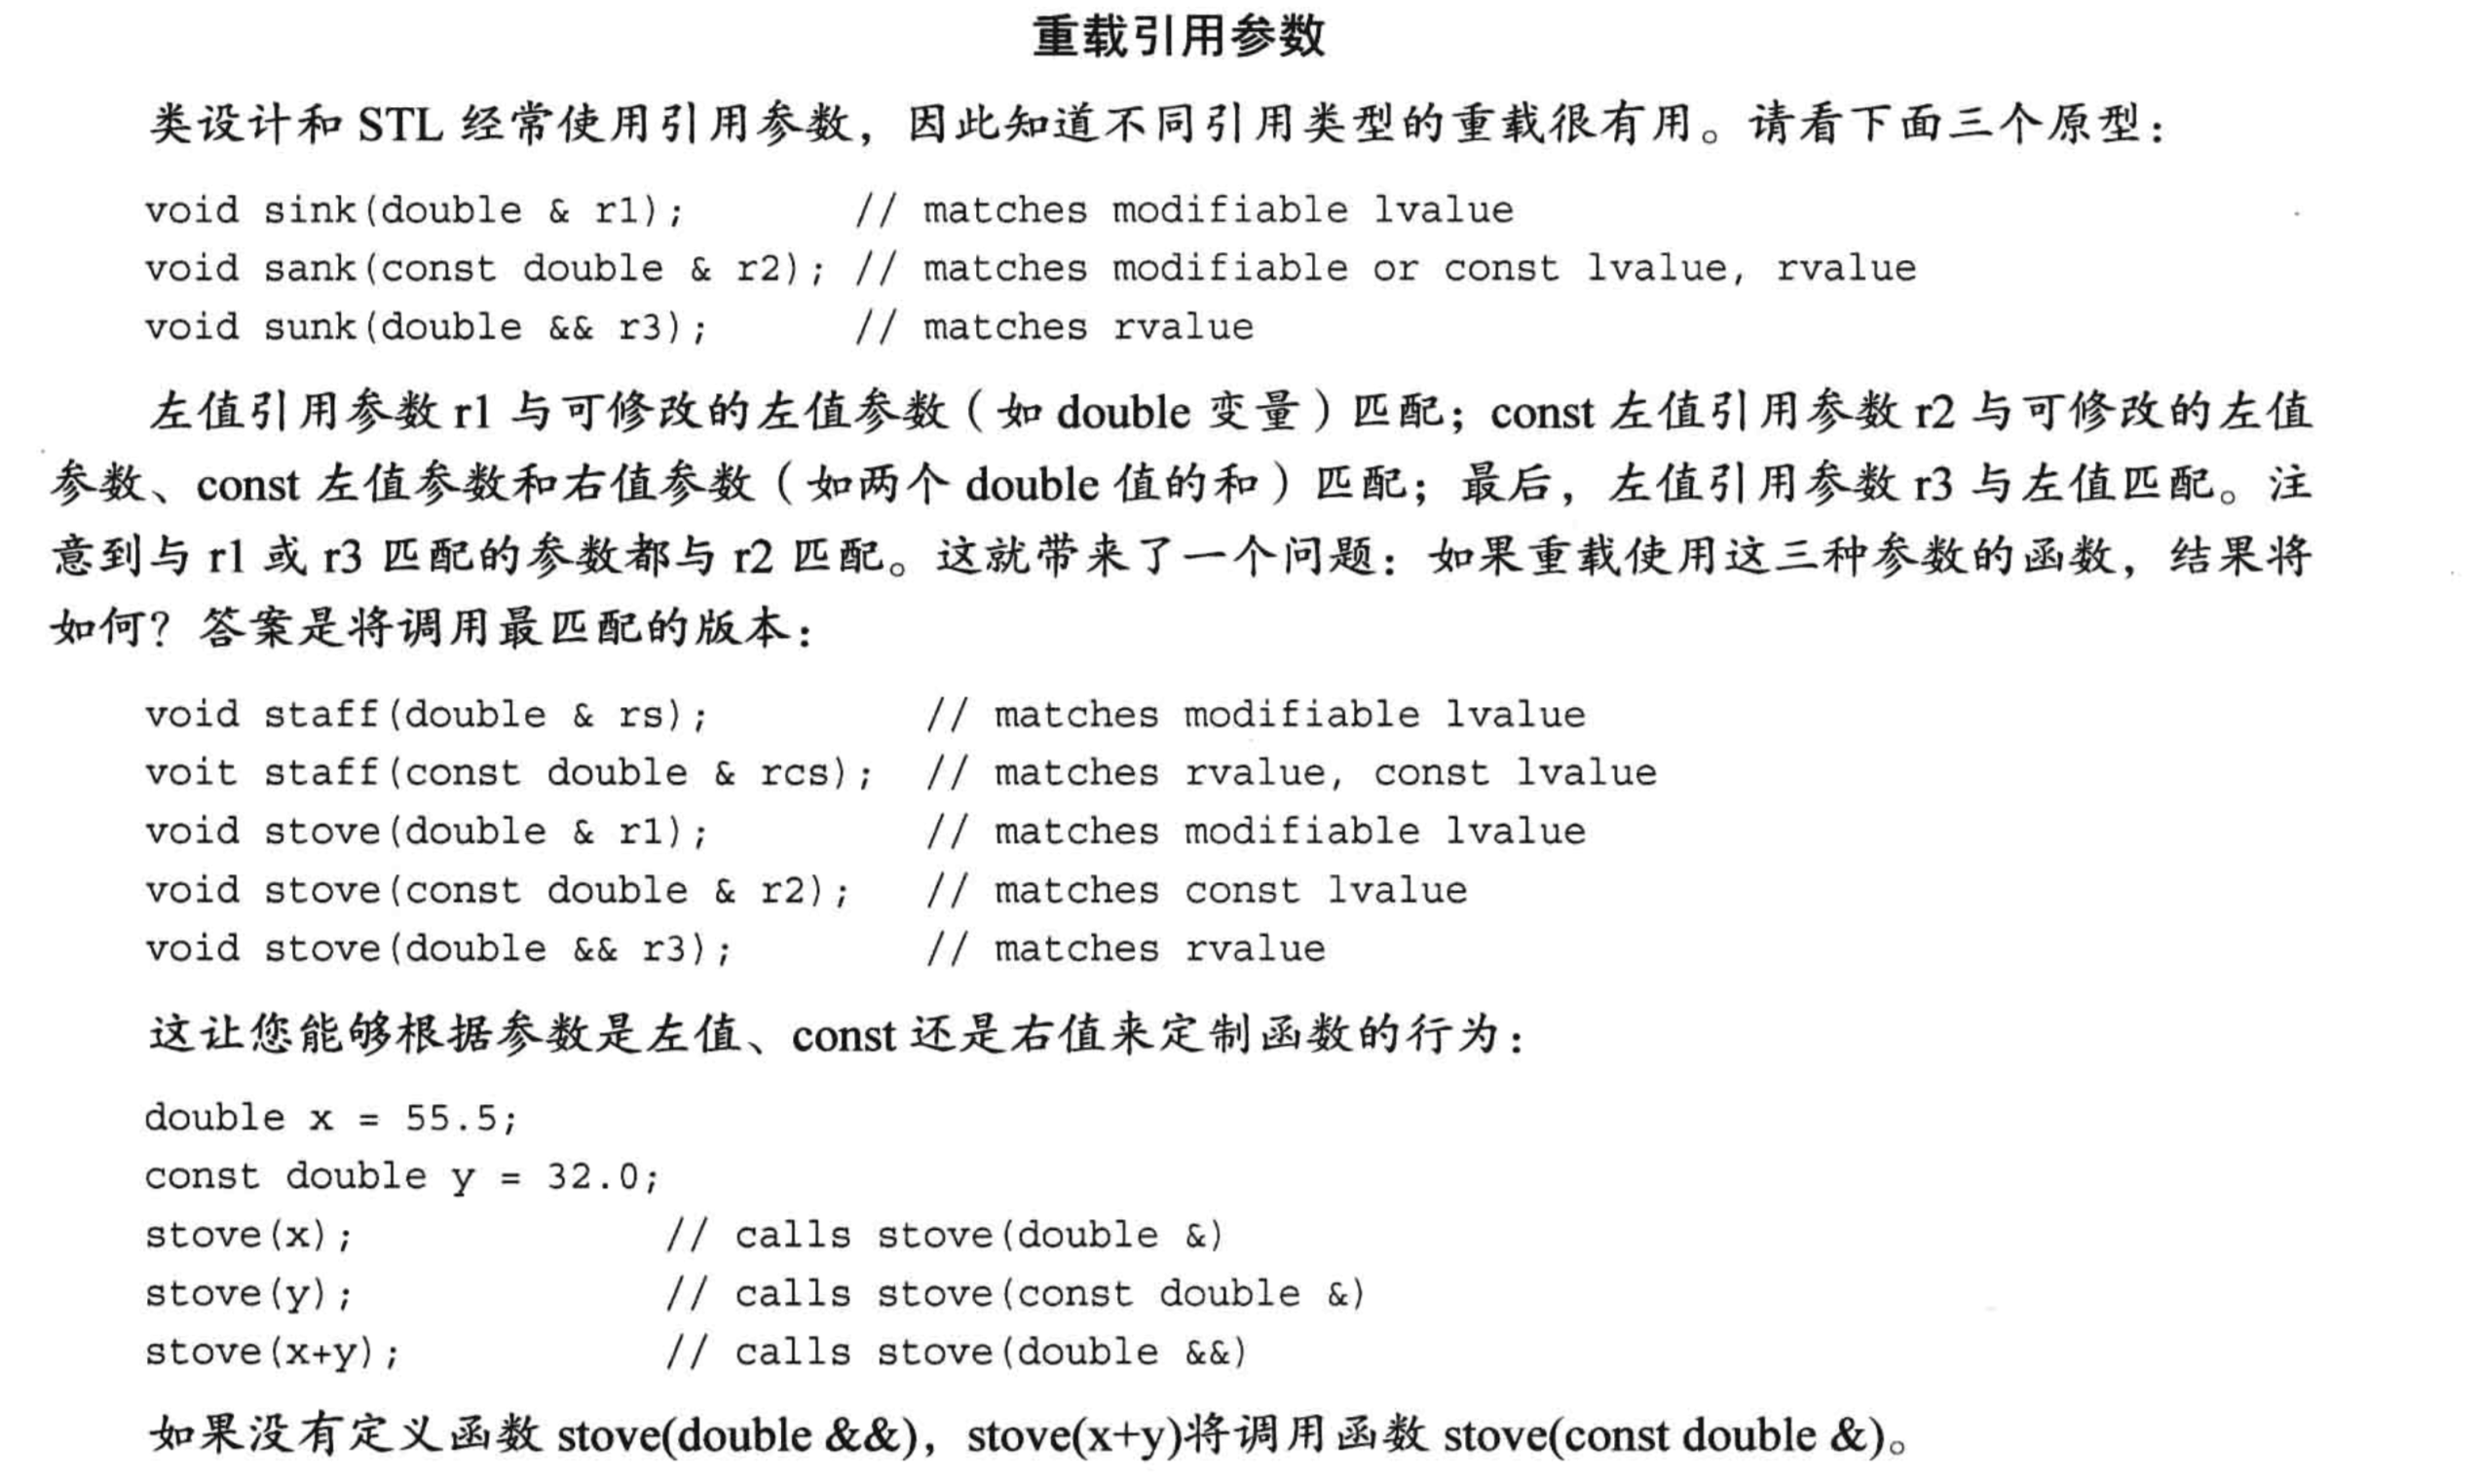 重载引用参数
类设计和 STL 经常使用引用参数，因此知道不同引用类型的重载很有用。请看下面三个原型：
void sink(double & r1);       // matches modifiable lvalue
void sank(const double & r2); // matches modifiable or const lvalue, rvalue
void sunk(double && r3);      // matches rvalue
左值引用参数 r1 与可修改的左值参数（如 double 变量）匹配；const 左值引用参数 r2 与可修改的左值
参数、const 左值参数和右值参数（如两个 double 值的和）匹配；最后，左值引用参数 r3 与左值匹配。注
意到与 r1 或 r3 匹配的参数都与 r2 匹配。这就带来了一个问题：如果重载使用这三种参数的函数，结果将
如何？答案是将调用最匹配的版本：
void staff(double & rs);         // matches modifiable lvalue
voit staff(const double & rcs);  // matches rvalue, const lvalue
void stove(double & r1);         // matches modifiable lvalue
void stove(const double & r2);   // matches const lvalue
void stove(double && r3);        // matches rvalue
这让您能够根据参数是左值、const 还是右值来定制函数的行为：
double x = 55.5;
const double y = 32.0;
stove(x);             // calls stove(double &)
stove(y);             // calls stove(const double &)
stove(x+y);           // calls stove(double &&)
如果没有定义函数 stove(double &&)，stove(x+y)将调用函数 stove(const double &)。